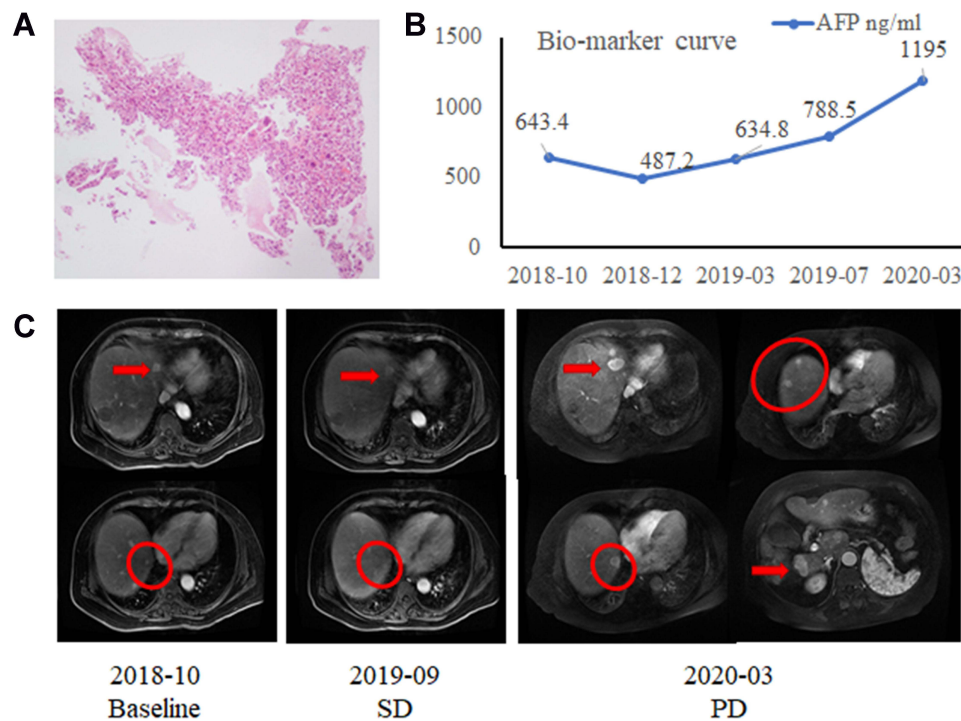 A
B
Bio-marker curve
AFP ng/ml
1500
1000
500
0
643.4
487.2
634.8
788.5
1195
2018-10 2018-12 2019-03 2019-07 2020-03
C
2018-10 2019-09 2020-03
Baseline SD PD